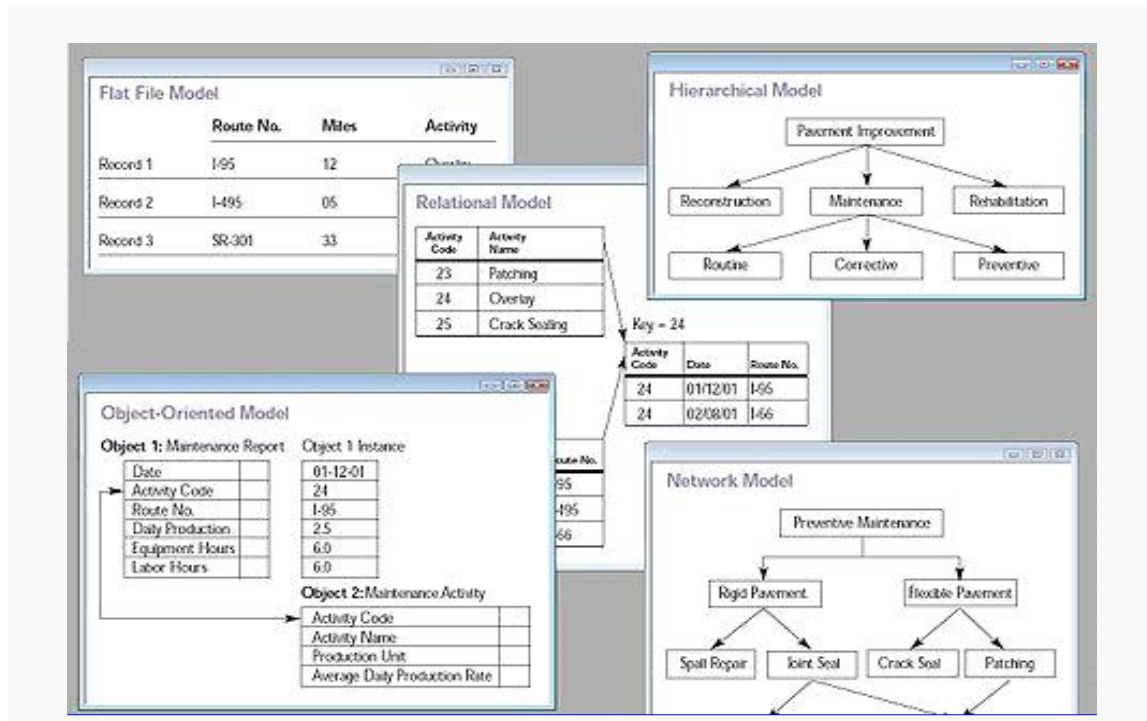 Flat File Model
Route No. Miles Activity
Record 1 I-95 12 Overlay
Record 2 I-495 05
Record 3 SR-301 33
Relational Model
Activity Code Activity Name
23 Patching
24 Overlay
25 Crack Sealing
Key = 24
Activity Code Date Route No.
24 01/12/01 I-95
24 02/08/01 I-66
Route No.
95
495
66
Hierarchical Model
Pavement Improvement
Reconstruction Maintenance Rehabilitation
Routine Corrective Preventive
Object-Oriented Model
Object 1: Maintenance Report Object 1 Instance
Date 01-12-01
Activity Code 24
Route No. I-95
Daily Production 2.5
Equipment Hours 6.0
Labor Hours 6.0
Object 2: Maintenance Activity
Activity Code
Activity Name
Production Unit
Average Daily Production Rate
Network Model
Preventive Maintenance
Rigid Pavement Flexible Pavement
Spall Repair Joint Seal Crack Seal Patching